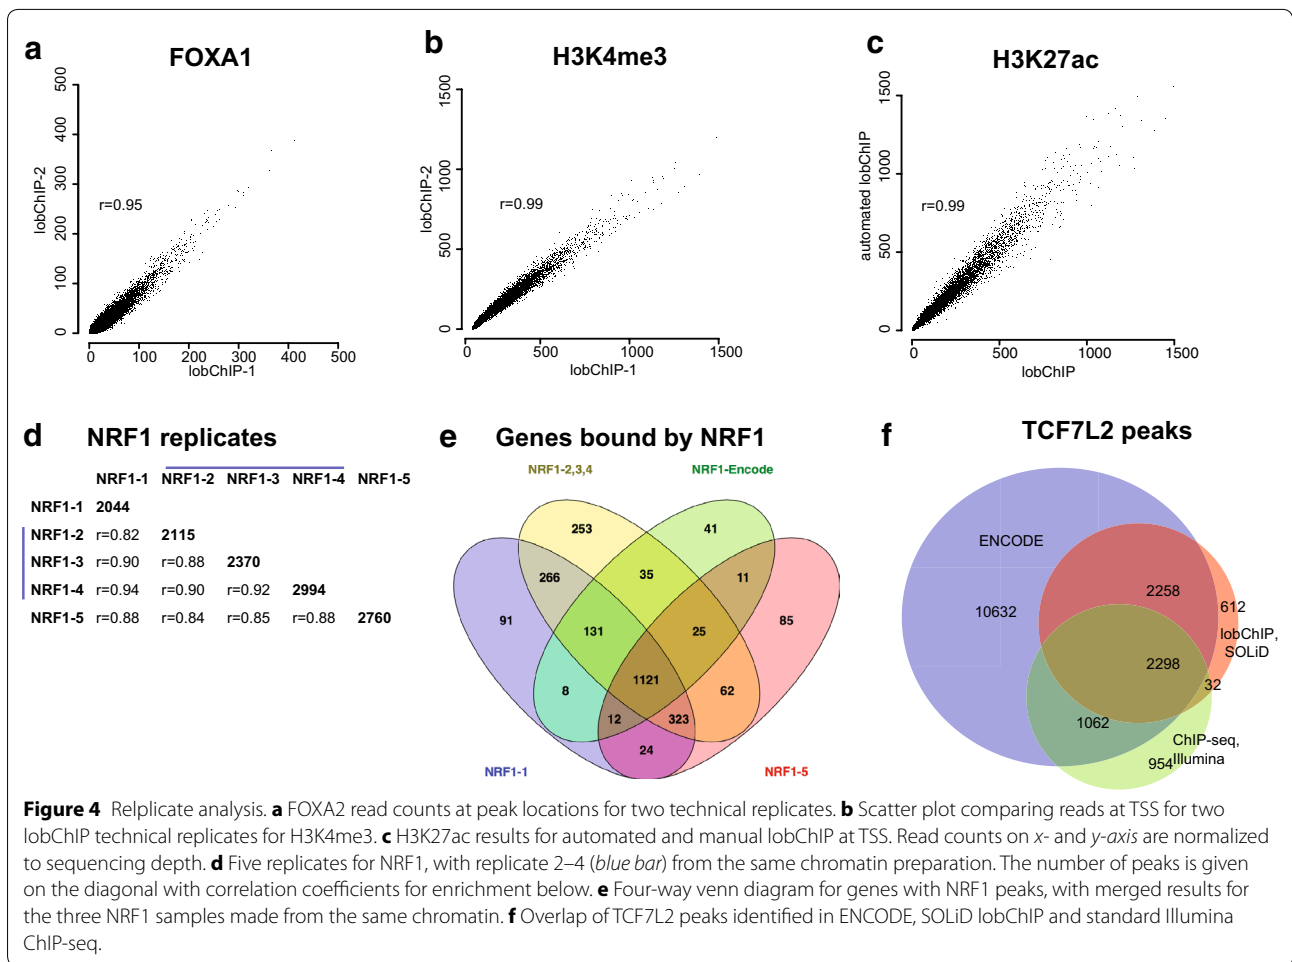 a
FOXA1
500
400
300
200
100
0
lobChIP-2
r=0.95
0 100 200 300 400 500
lobChIP-1
b
H3K4me3
1500
1000
500
0
lobChIP-2
r=0.99
0 500 1000 1500
lobChIP-1
c
H3K27ac
1500
1000
500
0
automated lobChIP
r=0.99
0 500 1000 1500
lobChIP
d NRF1 replicates
NRF1-1 NRF1-2 NRF1-3 NRF1-4 NRF1-5
NRF1-1 2044
NRF1-2 r=0.82 2115
NRF1-3 r=0.90 r=0.88 2370
NRF1-4 r=0.94 r=0.90 r=0.92 2994
NRF1-5 r=0.88 r=0.84 r=0.85 r=0.88 2760
e Genes bound by NRF1
NRF1-2,3,4 NRF1-Encode
253 41
266 35 11
91 131 25 85
1121
8 62
12 323
24
NRF1-1 NRF1-5
f
TCF7L2 peaks
ENCODE
10632
2258
612
lobChIP,
SOLiD
2298
32
1062
ChIP-seq,
Illumina
954
Figure 4 Relplicate analysis. a FOXA2 read counts at peak locations for two technical replicates. b Scatter plot comparing reads at TSS for two
lobChIP technical replicates for H3K4me3. c H3K27ac results for automated and manual lobChIP at TSS. Read counts on x- and y-axis are normalized
to sequencing depth. d Five replicates for NRF1, with replicate 2–4 (blue bar) from the same chromatin preparation. The number of peaks is given
on the diagonal with correlation coefficients for enrichment below. e Four-way venn diagram for genes with NRF1 peaks, with merged results for
the three NRF1 samples made from the same chromatin. f Overlap of TCF7L2 peaks identified in ENCODE, SOLiD lobChIP and standard Illumina
ChIP-seq.